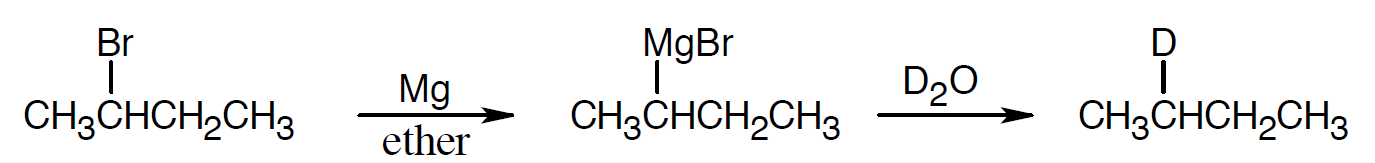 Br MgBr D
CH3CHCH2CH3 Mg CH3CHCH2CH3 D2O CH3CHCH2CH3
ether